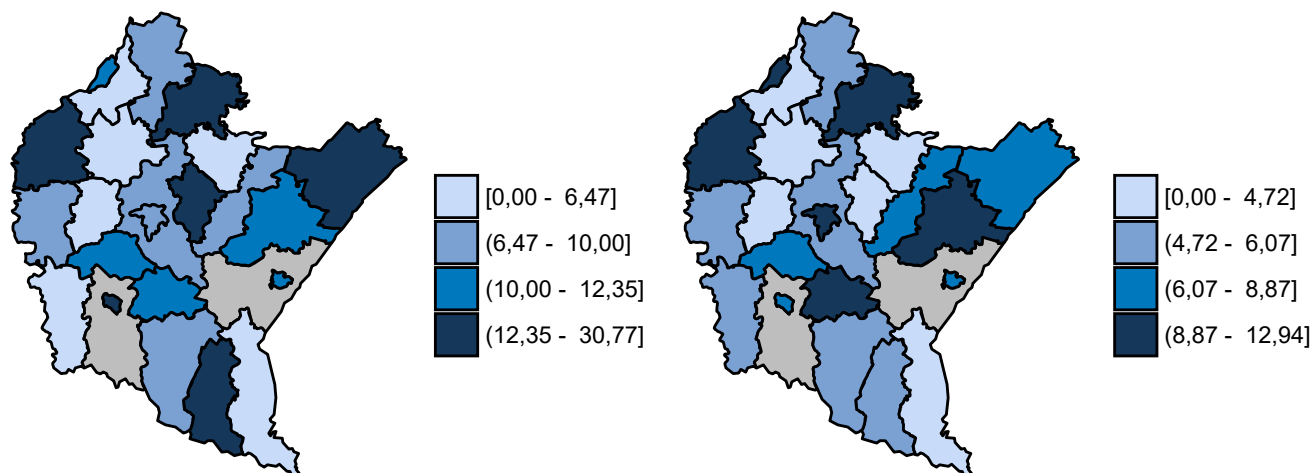 [0,00 - 6,47]
(6,47 - 10,00]
(10,00 - 12,35]
(12,35 - 30,77]
[0,00 - 4,72]
(4,72 - 6,07]
(6,07 - 8,87]
(8,87 - 12,94]